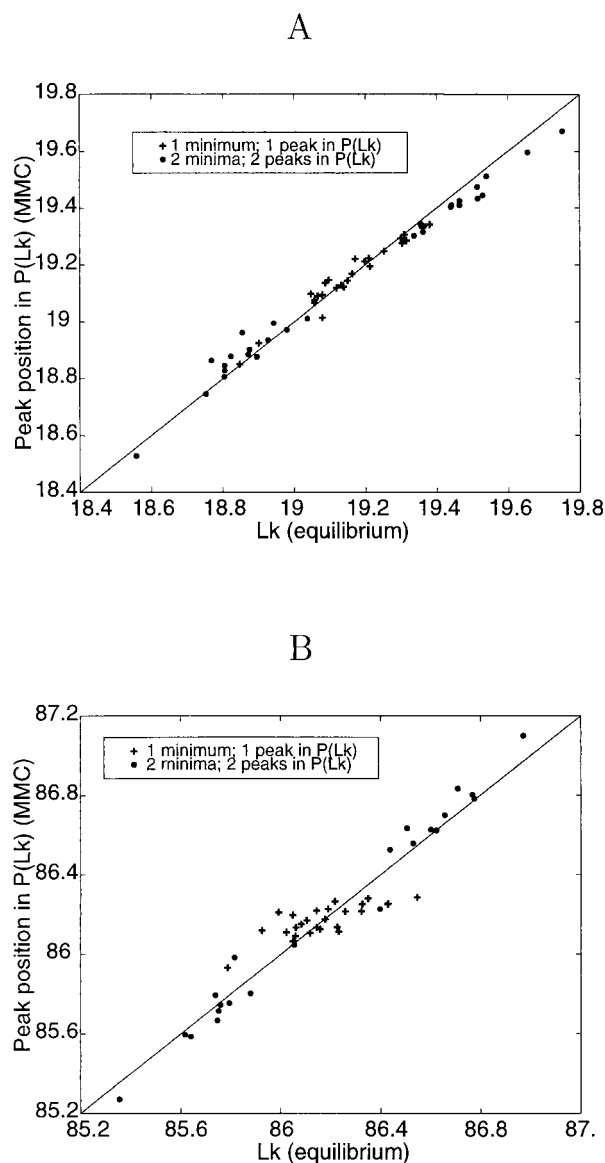 A
19.8
19.6
19.4
19.2
19
18.8
18.6
18.4
Peak position in P(Lk) (MMC)
1 minimum; 1 peak in P(Lk)
2 minima; 2 peaks in P(Lk)
18.4 18.6 18.8 19 19.2 19.4 19.6 19.8
Lk (equilibrium)
B
87.2
86.8
86.4
86
85.6
85.2
Peak position in P(Lk) (MMC)
1 minimum; 1 peak in P(Lk)
2 minima; 2 peaks in P(Lk)
85.2 85.6 86 86.4 86.8 87.
Lk (equilibrium)